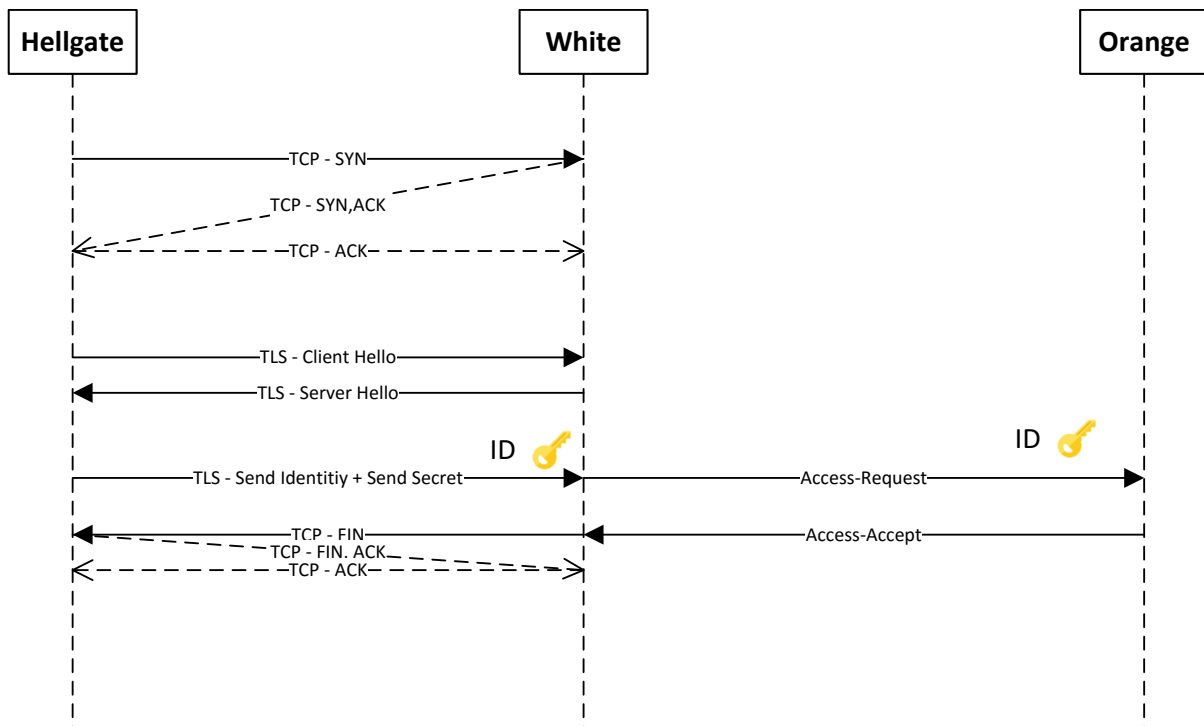 Hellgate
White
Orange
TCP - SYN
TCP - SYN,ACK
TCP - ACK
TLS - Client Hello
TLS - Server Hello
ID
ID
TLS - Send Identitiy + Send Secret
Access-Request
TCP - FIN
Access-Accept
TCP - FIN, ACK
TCP - ACK